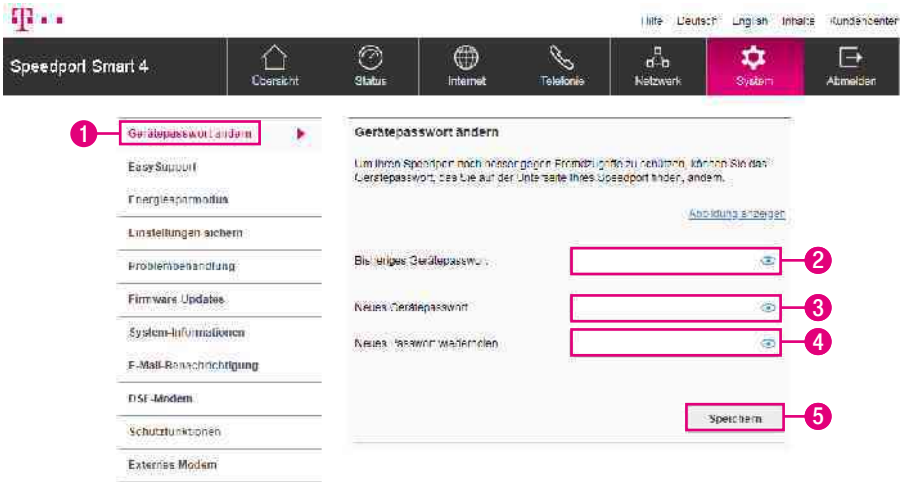 T
Hilfe Deutsch English Inhalte Kundencenter
Speedport Smart 4
Übersicht
Status
Internet
Telefonie
Netzwerk
System
Abmelden
1
Gerätepasswort ändern
EasySupport
Energiesparmodus
Einstellungen sichern
Problembehandlung
Firmware Updates
System-Informationen
E-Mail-Benachrichtigung
DSL-Modem
Schutzfunktionen
Externes Modem
Gerätepasswort ändern
Um Ihren Speedport noch besser gegen Fremdzugriffe zu schützen, können Sie das
Gerätepasswort, das Sie auf der Unterseite Ihres Speedport finden, ändern.
Abbildung anzeigen
Bisheriges Gerätepasswort
2
Neues Gerätepasswort
3
Neues Passwort wiederholen
4
Speichern
5